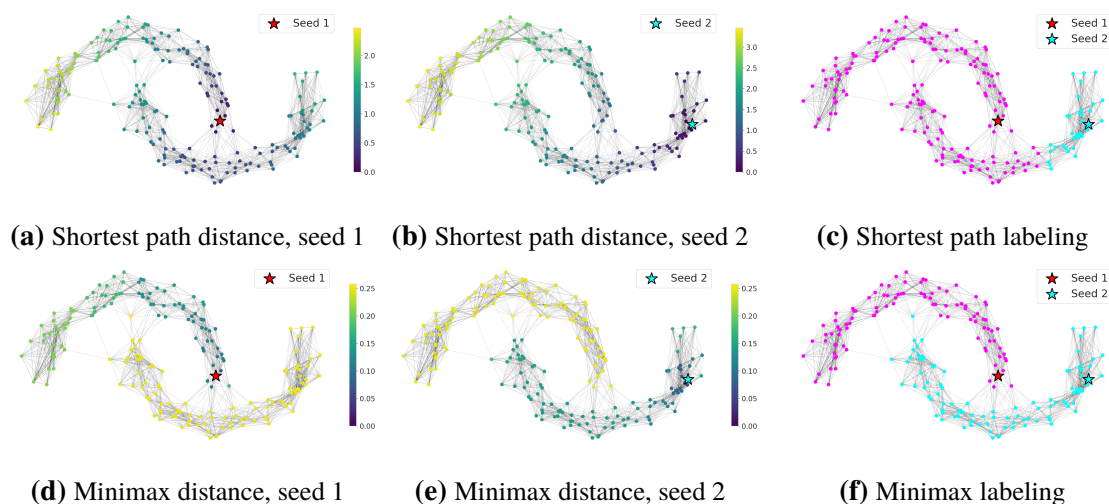 Seed 1
2.5
2.0
1.5
1.0
0.5
0.0
Seed 2
3.5
3.0
2.5
2.0
1.5
1.0
0.5
0.0
Seed 1
Seed 2
(a) Shortest path distance, seed 1
(b) Shortest path distance, seed 2
(c) Shortest path labeling
Seed 1
0.25
0.20
0.15
0.10
0.05
0.00
Seed 2
0.25
0.20
0.15
0.10
0.05
0.00
Seed 1
Seed 2
(d) Minimax distance, seed 1
(e) Minimax distance, seed 2
(f) Minimax labeling